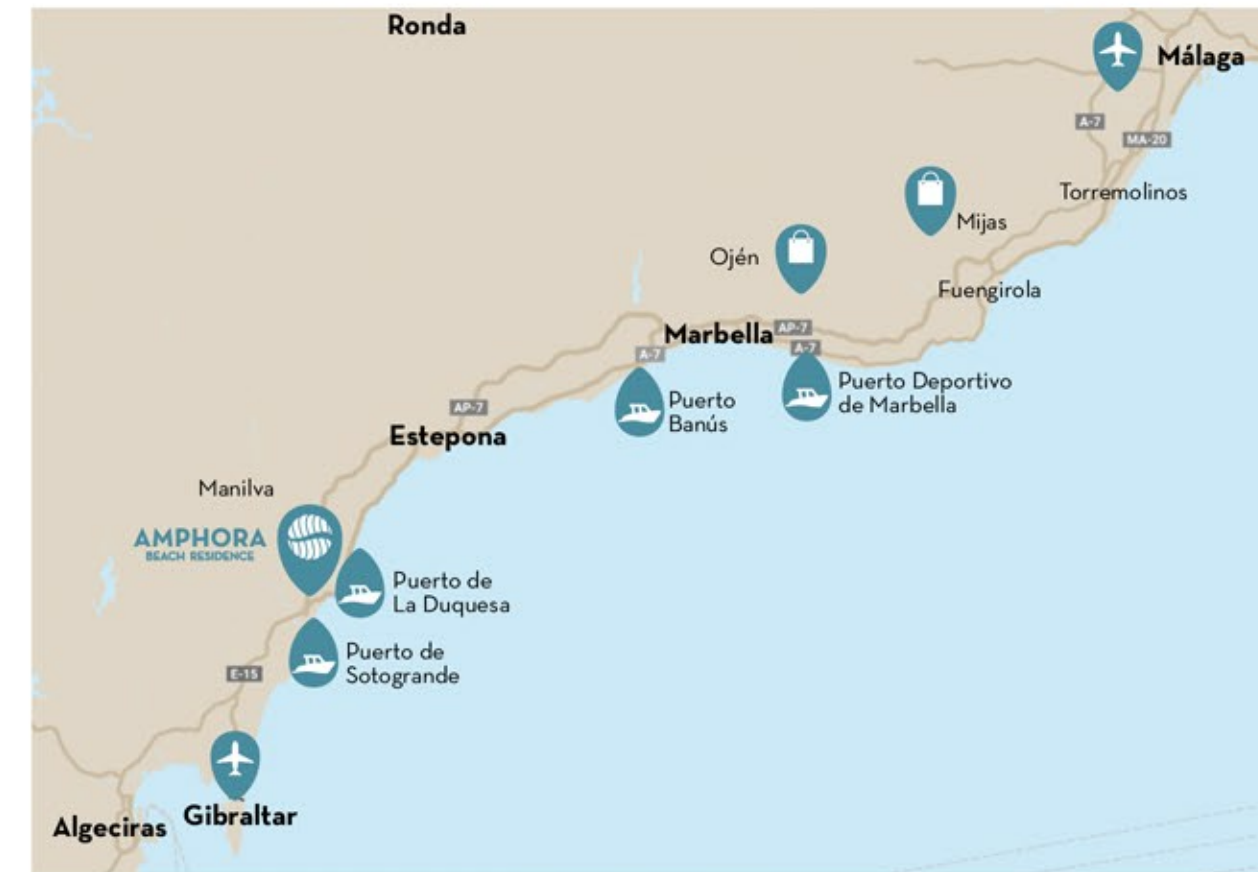 Ronda
Málaga
A-7
MA-20
Torremolinos
Mijas
Ojén
Fuengirola
AP-7
Marbella
A-7
A-7
Puerto Deportivo
de Marbella
Puerto
Banús
AP-7
Estepona
Manilva
AMPHORA
BEACH RESIDENCE
Puerto de
La Duquesa
Puerto de
Sotogrande
E-15
Gibraltar
Algeciras